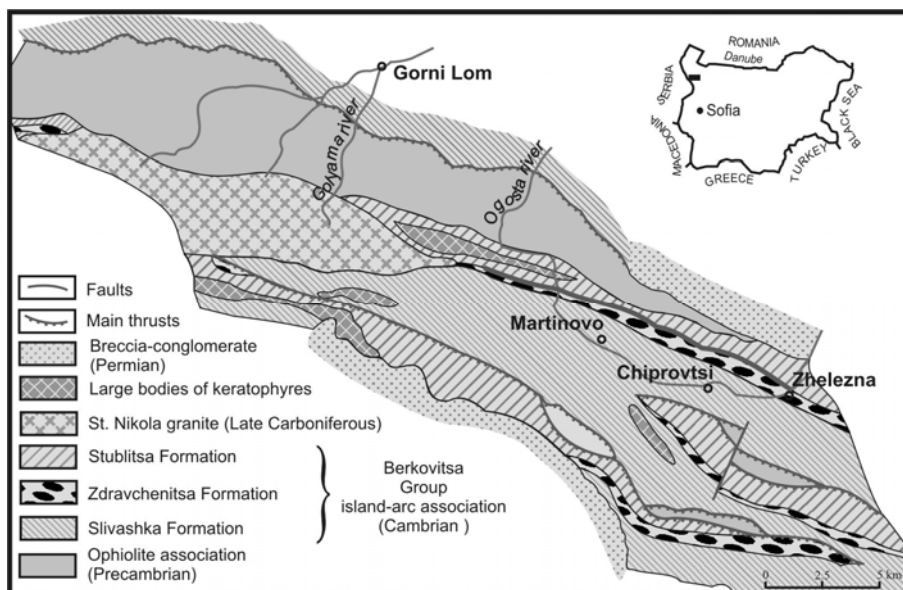 Gorni Lom
Golyama river
Ogosta river
Martinovo
Chiprovtsi
Zhelezna
ROMANIA
Danube
SERBIA
Sofia
BLACK SEA
MACEDONIA
TURKEY
GREECE
Faults
Main thrusts
Breccia-conglomerate
(Permian)
Large bodies of keratophyres
St. Nikola granite (Late Carboniferous)
Stublitsa Formation
Zdravchenitsa Formation
Slivashka Formation
Ophiolite association
(Precambrian)
Berkovitsa
Group
island-arc association
(Cambrian )
0 2,5 5 km